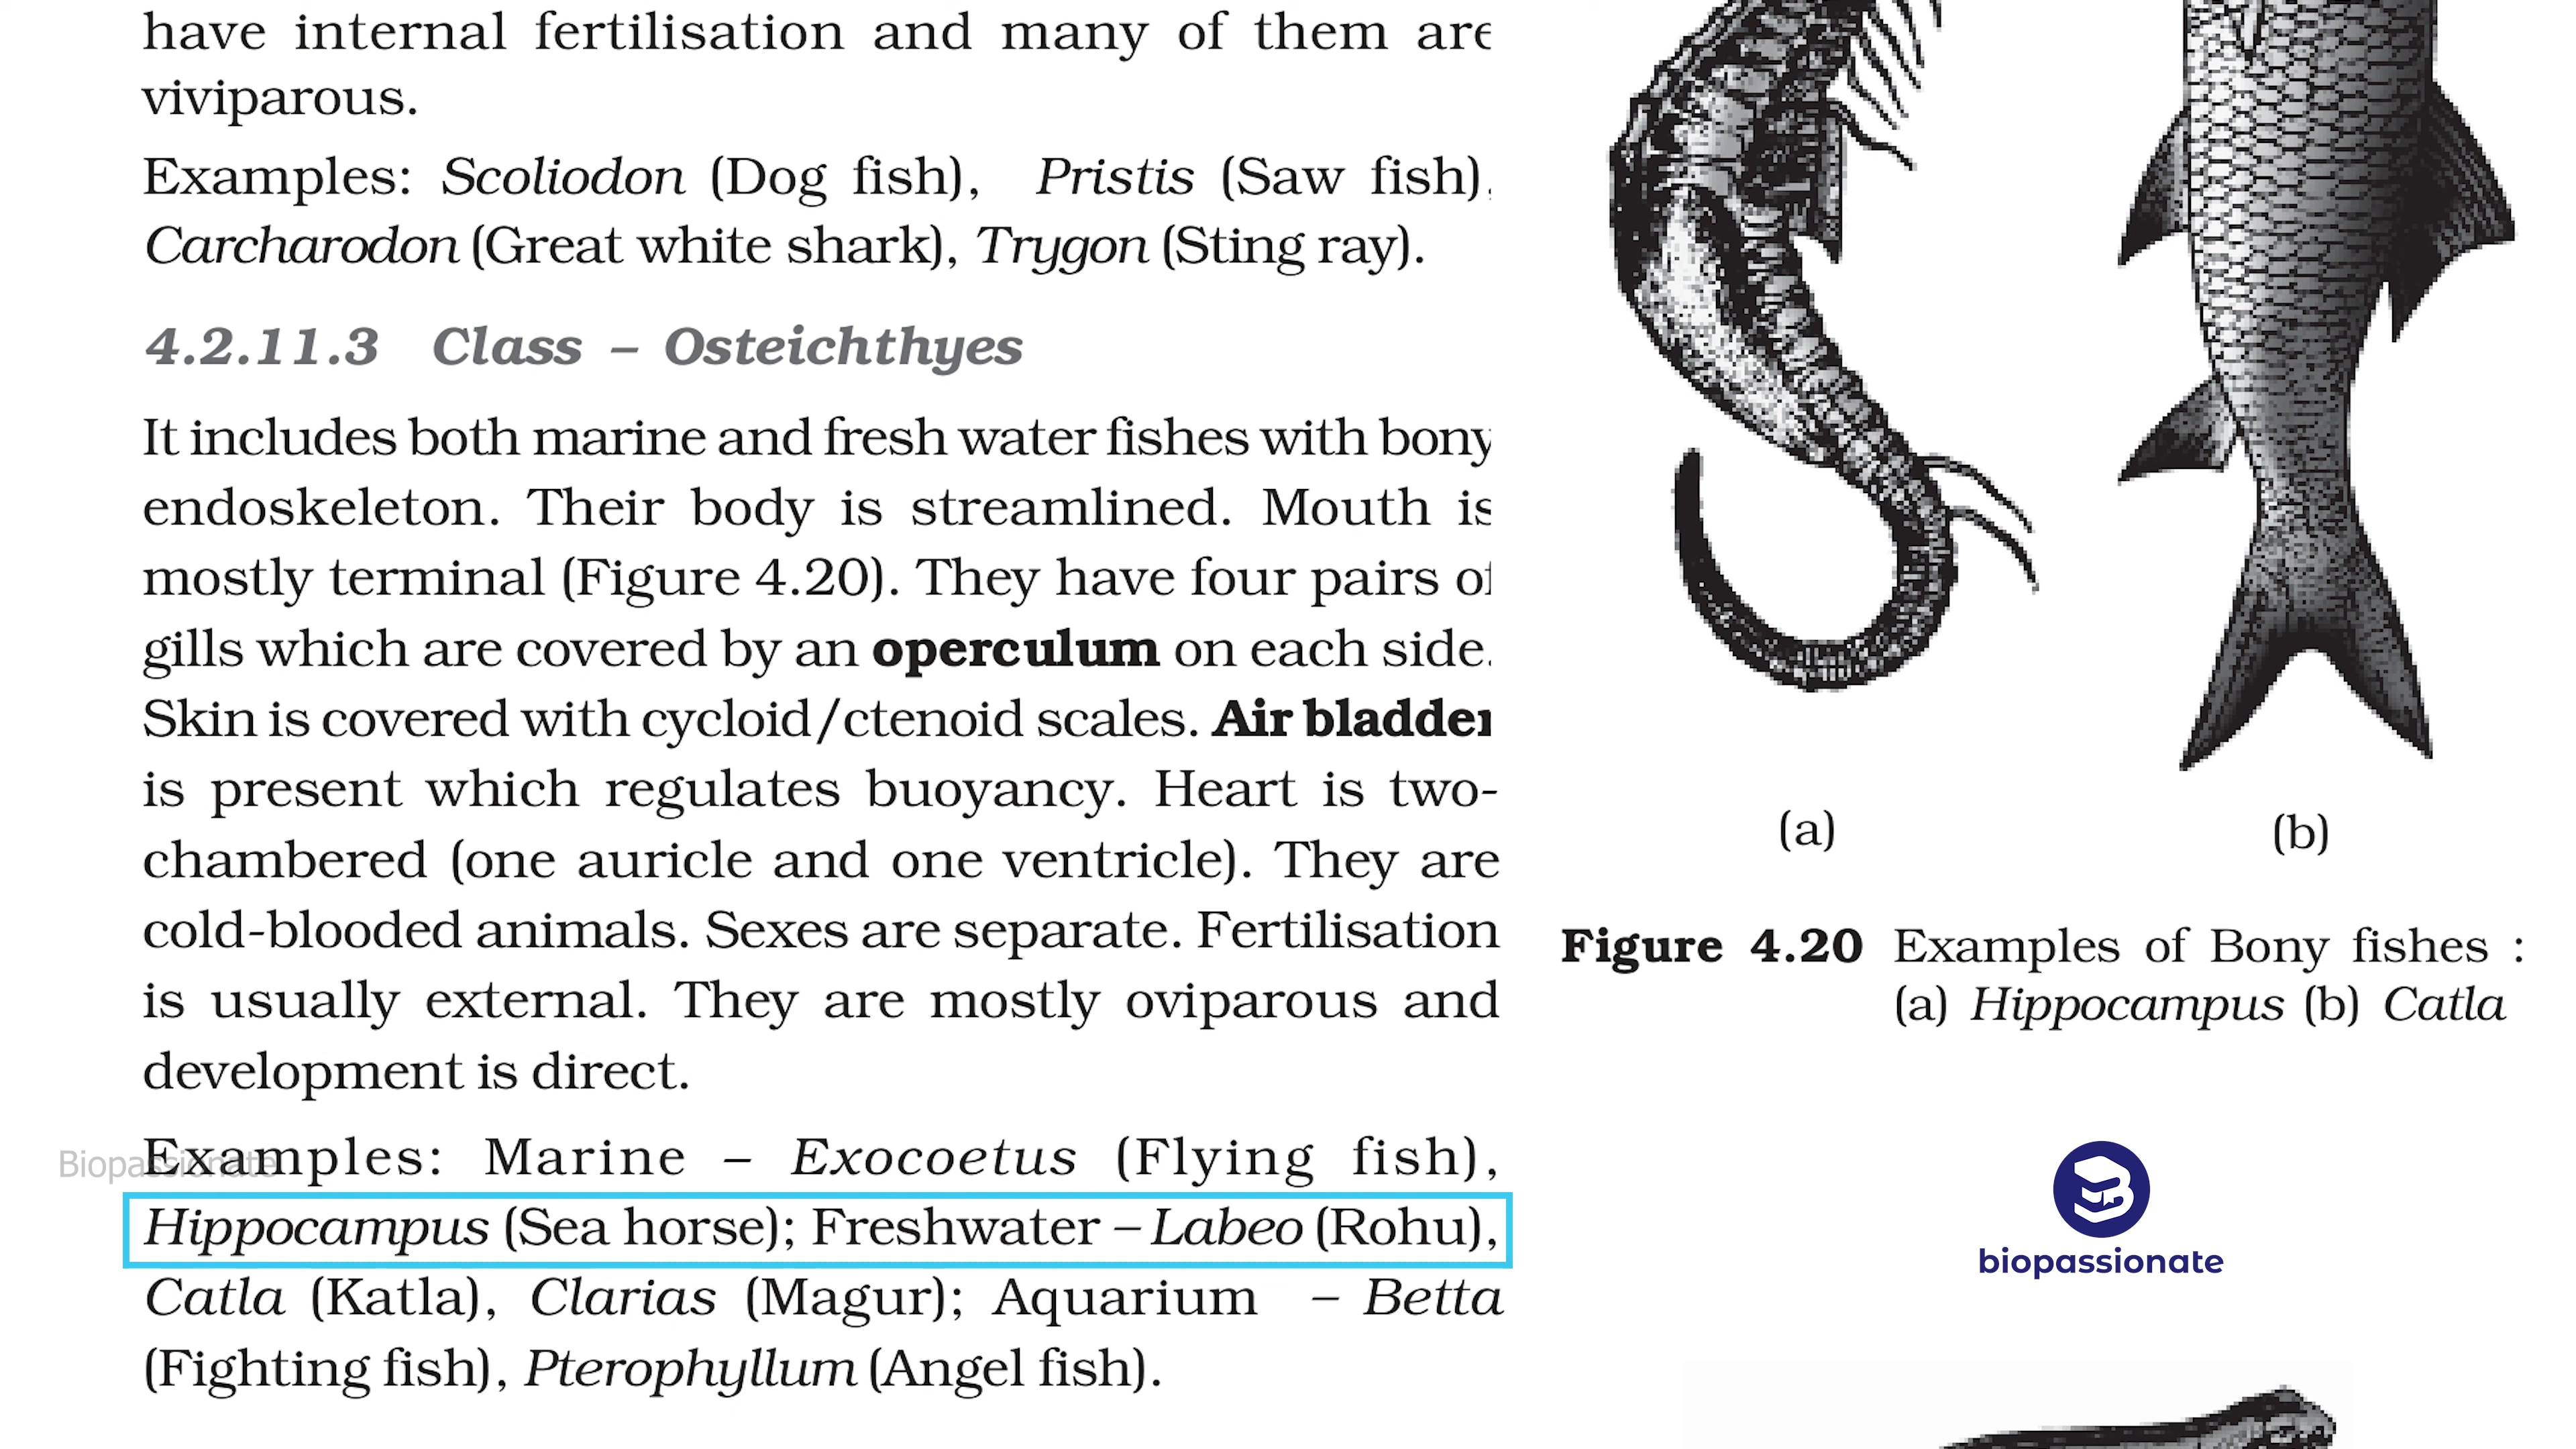 have internal fertilisation and many of them are
viviparous.
Examples: Scoliodon (Dog fish), Pristis (Saw fish),
Carcharodon (Great white shark), Trygon (Sting ray).
4.2.11.3 Class – Osteichthyes
It includes both marine and fresh water fishes with bony
endoskeleton. Their body is streamlined. Mouth is
mostly terminal (Figure 4.20). They have four pairs of
gills which are covered by an operculum on each side.
Skin is covered with cycloid/ctenoid scales. Air bladder
is present which regulates buoyancy. Heart is two-
chambered (one auricle and one ventricle). They are
cold-blooded animals. Sexes are separate. Fertilisation
is usually external. They are mostly oviparous and
development is direct.
Examples: Marine – Exocoetus (Flying fish),
Hippocampus (Sea horse); Freshwater – Labeo (Rohu),
Catla (Katla), Clarias (Magur); Aquarium – Betta
(Fighting fish), Pterophyllum (Angel fish).
Biopassionate
(a)
(b)
Figure 4.20 Examples of Bony fishes :
(a) Hippocampus (b) Catla
biopassionate